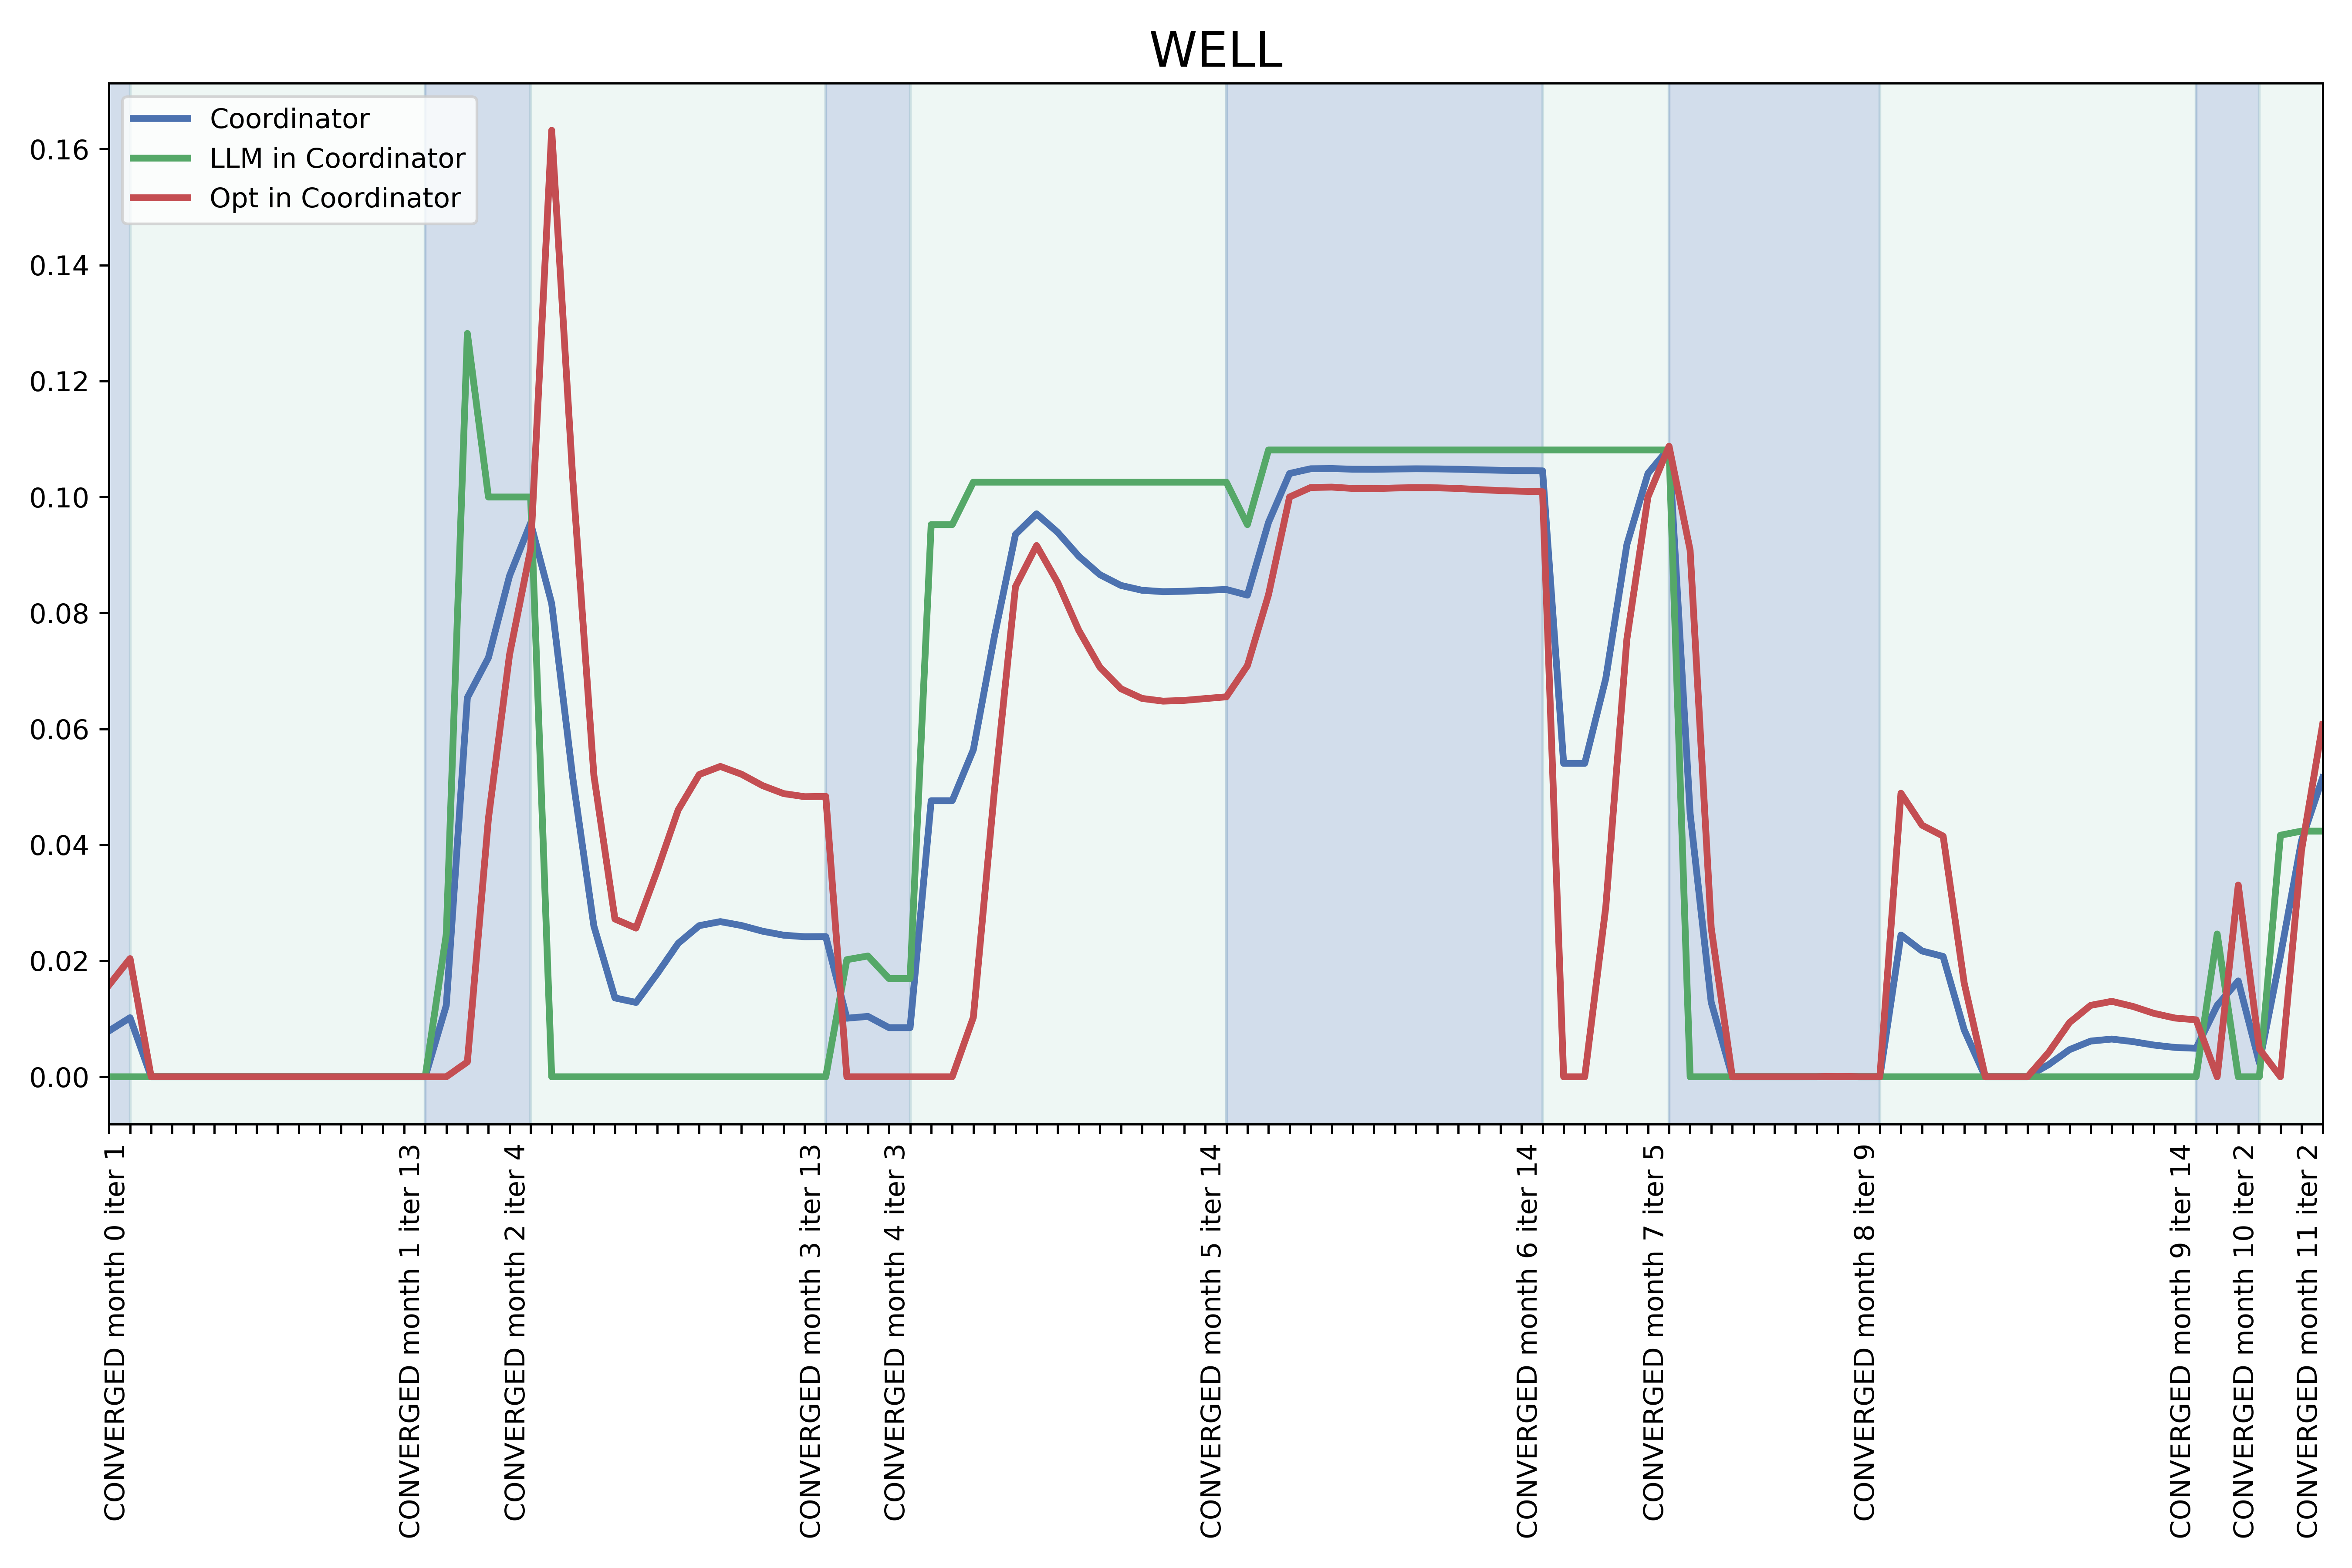 WELL
Coordinator
LLM in Coordinator
Opt in Coordinator
0.16
0.14
0.12
0.10
0.08
0.06
0.04
0.02
0.00
CONVERGED month 0 iter 1
CONVERGED month 1 iter 13
CONVERGED month 2 iter 4
CONVERGED month 3 iter 13
CONVERGED month 4 iter 3
CONVERGED month 5 iter 14
CONVERGED month 6 iter 14
CONVERGED month 7 iter 5
CONVERGED month 8 iter 9
CONVERGED month 9 iter 14
CONVERGED month 10 iter 2
CONVERGED month 11 iter 2